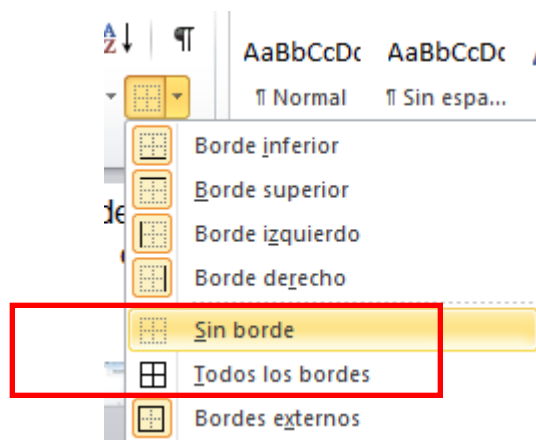 A Z ¶ AaBbCcDc AaBbCcDc
¶ Normal ¶ Sin espa...
Borde inferior
Borde superior
de
Borde izquierdo
Borde derecho
Sin borde
Todos los bordes
Bordes externos